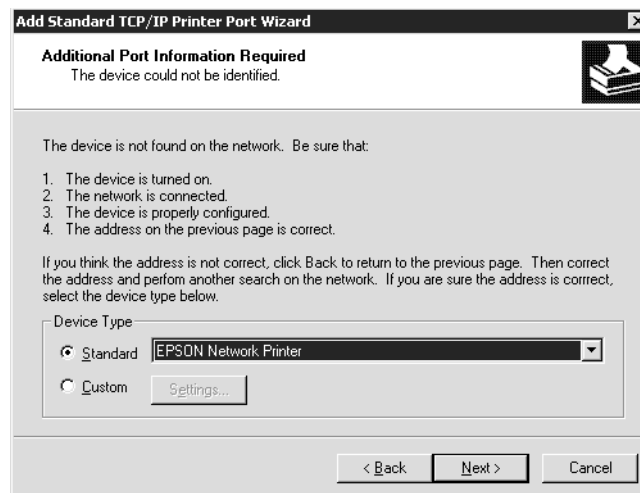 Add Standard TCP/IP Printer Port Wizard
Additional Port Information Required
The device could not be identified.
The device is not found on the network. Be sure that:
1. The device is turned on.
2. The network is connected.
3. The device is properly configured.
4. The address on the previous page is correct.
If you think the address is not correct, click Back to return to the previous page. Then correct
the address and perfom another search on the network. If you are sure the address is corrrect,
select the device type below.
Device Type
Standard EPSON Network Printer
Custom Settings...
< Back Next > Cancel